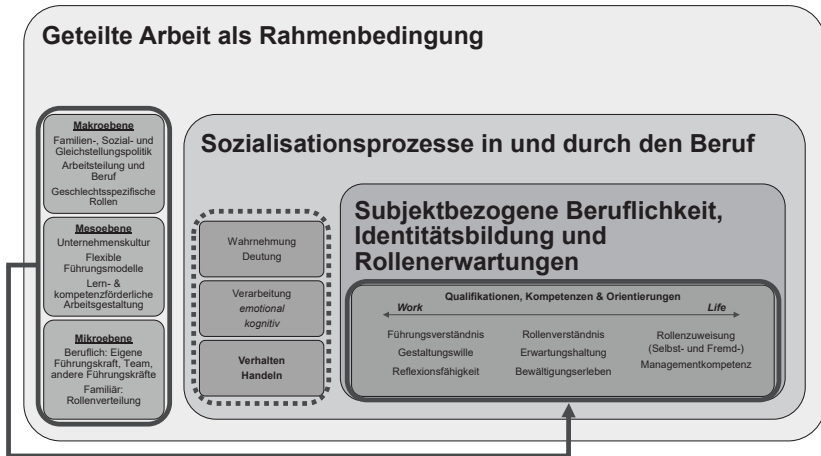 Geteilte Arbeit als Rahmenbedingung
Makroebene
Familien-, Sozial- und
Gleichstellungspolitik
Arbeitsteilung und
Beruf
Geschlechtsspezifische
Rollen
Mesoebene
Unternehmenskultur
Flexible
Führungsmodelle
Lern- &
kompetenzförderliche
Arbeitsgestaltung
Mikroebene
Beruflich: Eigene
Führungskraft, Team,
andere Führungskräfte
Familiär:
Rollenverteilung
Sozialisationsprozesse in und durch den Beruf
Wahrnehmung
Deutung
Verarbeitung
emotional
kognitiv
Verhalten
Handeln
Subjektbezogene Beruflichkeit,
Identitätsbildung und
Rollenerwartungen
Qualifikationen, Kompetenzen & Orientierungen
Work Life
Führungsverständnis
Gestaltungswille
Reflexionsfähigkeit
Rollenverständnis
Erwartungshaltung
Bewältigungserleben
Rollenzuweisung
(Selbst- und Fremd-)
Managementkompetenz